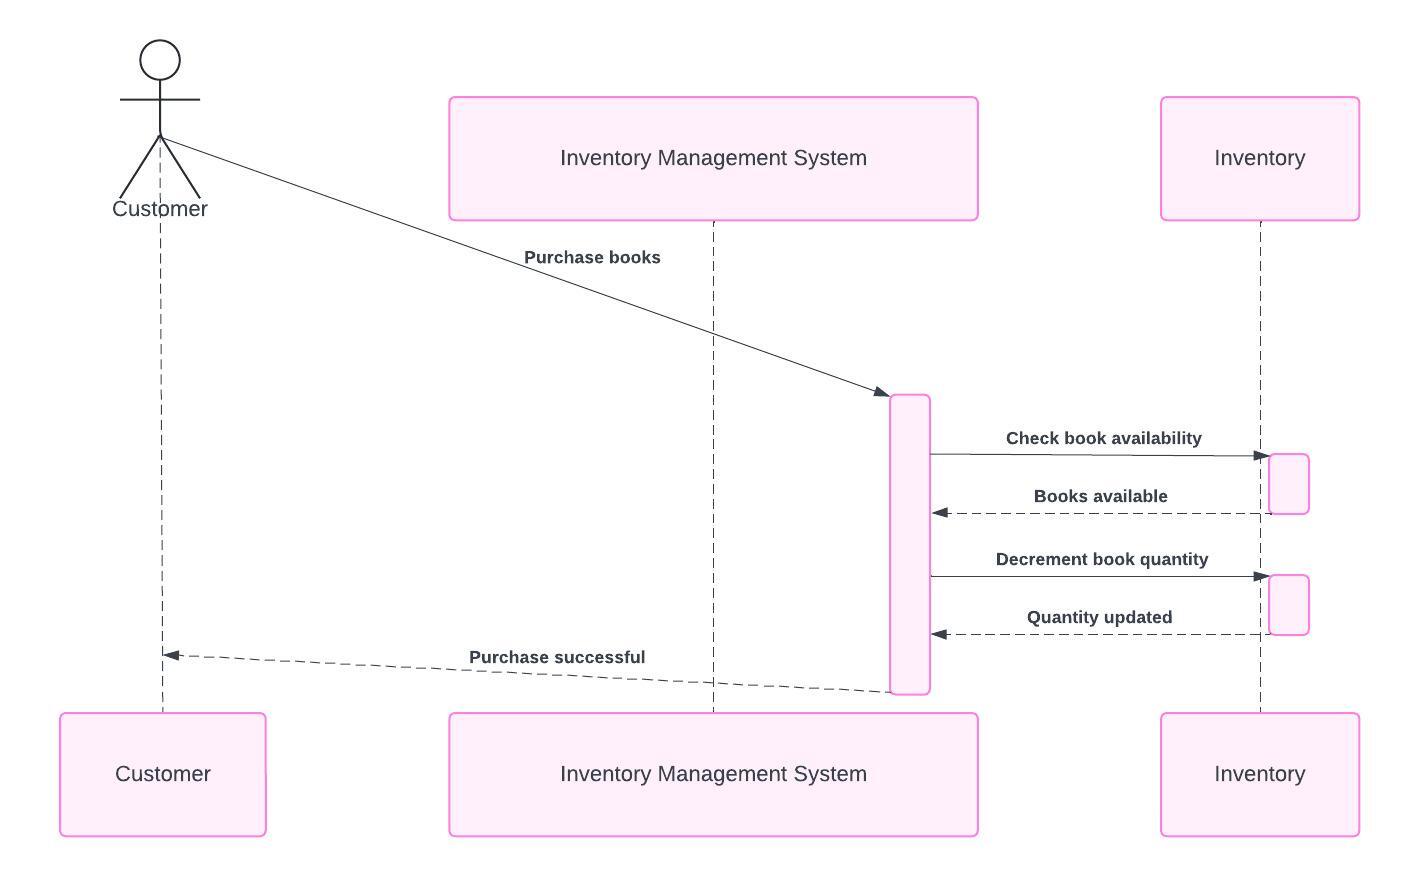 Inventory Management System
Inventory
Customer
Purchase books
Check book availability
Books available
Decrement book quantity
Quantity updated
Purchase successful
Customer
Inventory Management System
Inventory